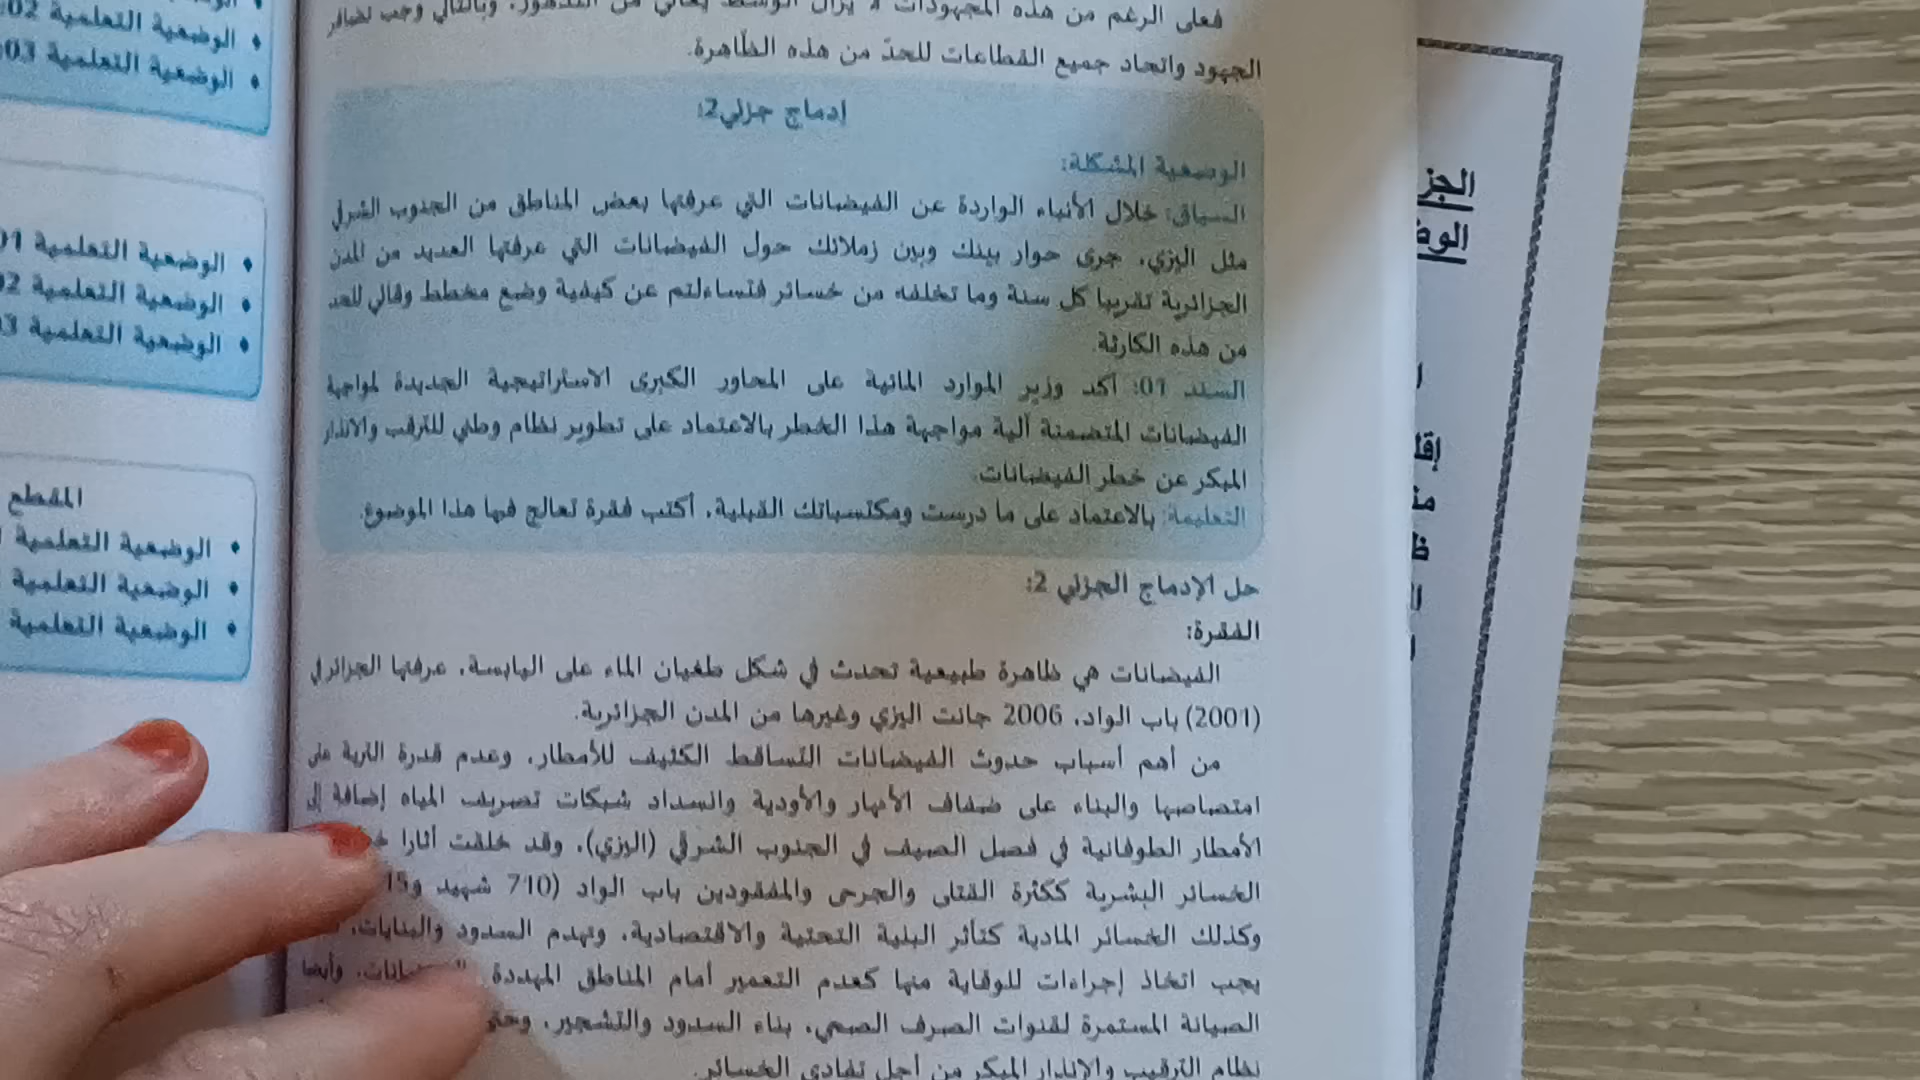 فعلى الرغم من هذه المجهودات لا يزال الوسط يعاني من التدهور، وبالتالي وجب تضافر
الجهود واتحاد جميع القطاعات للحدّ من هذه الظاهرة.
إدماج جزئي2:
الوضعية المشكلة:
السياق: خلال الأنباء الواردة عن الفيضانات التي عرفتها بعض المناطق من الجنوب الشرقي
مثل اليزي، جرى حوار بينك وبين زملائك حول الفيضانات التي عرفتها العديد من المدن
الجزائرية تقريبا كل سنة وما تخلفه من خسائر فتساءلتم عن كيفية وضع مخطط وقائي للحد
من هذه الكارثة.
السند 01: أكد وزير الموارد المائية على المحاور الكبرى الاستراتيجية الجديدة لمواجهة
الفيضانات المتضمنة آلية مواجهة هذا الخطر بالاعتماد على تطوير نظام وطني للترقب والانذار
المبكر عن خطر الفيضانات.
التعليمة: بالاعتماد على ما درست ومكتسباتك القبلية، أكتب فقرة تعالج فيها هذا الموضوع.
حل الإدماج الجزئي 2:
الفقرة:
الفيضانات هي ظاهرة طبيعية تحدث في شكل طغيان الماء على اليابسة، عرفتها الجزائر في
(2001) باب الواد، 2006 جانت اليزي وغيرها من المدن الجزائرية.
من أهم أسباب حدوث الفيضانات التساقط الكثيف للأمطار، وعدم قدرة التربة على
امتصاصها والبناء على ضفاف الأنهار والأودية والسداد شبكات تصريف المياه إضافة إلى
الأمطار الطوفانية في فصل الصيف في الجنوب الشرقي (اليزي)، وقد خلفت أثارا
الخسائر البشرية ككثرة القتلى والجرحى والمفقودين باب الواد (710 شهيد و15
وكذلك الخسائر المادية كتأثر البنية التحتية والاقتصادية، وتهدم السدود والبنايات،
يجب اتخاذ إجراءات للوقاية منها كعدم التعمير أمام المناطق المهددة وأيضا
الصيانة المستمرة لقنوات الصرف الصحي، بناء السدود والتشجير،
نظام الترقيب والانذار المبكر من أجل تفادي الخسائر.
الوضعية التعلمية 02:
الوضعية التعلمية 03:
الوضعية التعلمية 01
الوضعية التعلمية 02
الوضعية التعلمية 03
المقطع
الوضعية التعلمية
الوضعية التعلمية
الوضعية التعلمية